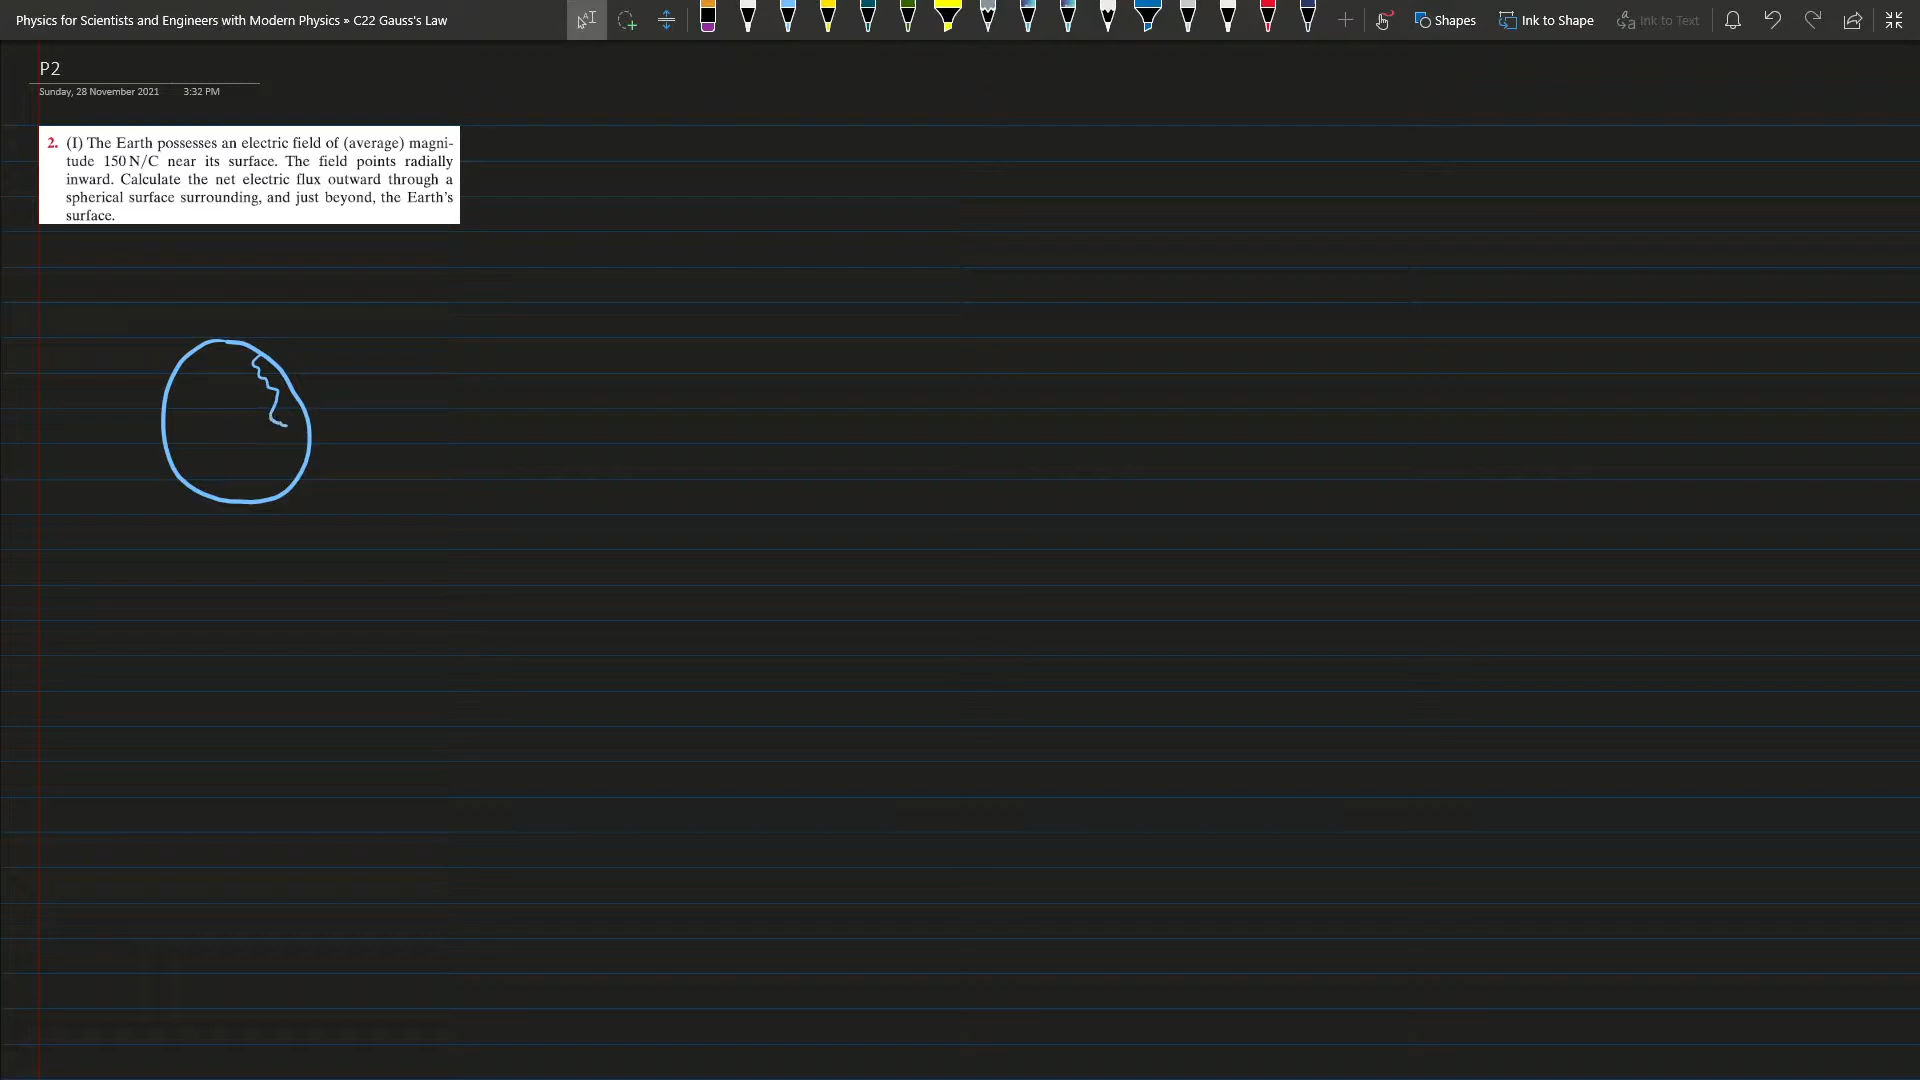 Physics for Scientists and Engineers with Modern Physics » C22 Gauss's Law
Shapes
Ink to Shape
Ink to Text
P2
Sunday, 28 November 2021 3:32 PM
2. (I) The Earth possesses an electric field of (average) magni-
tude 150 N/C near its surface. The field points radially
inward. Calculate the net electric flux outward through a
spherical surface surrounding, and just beyond, the Earth's
surface.